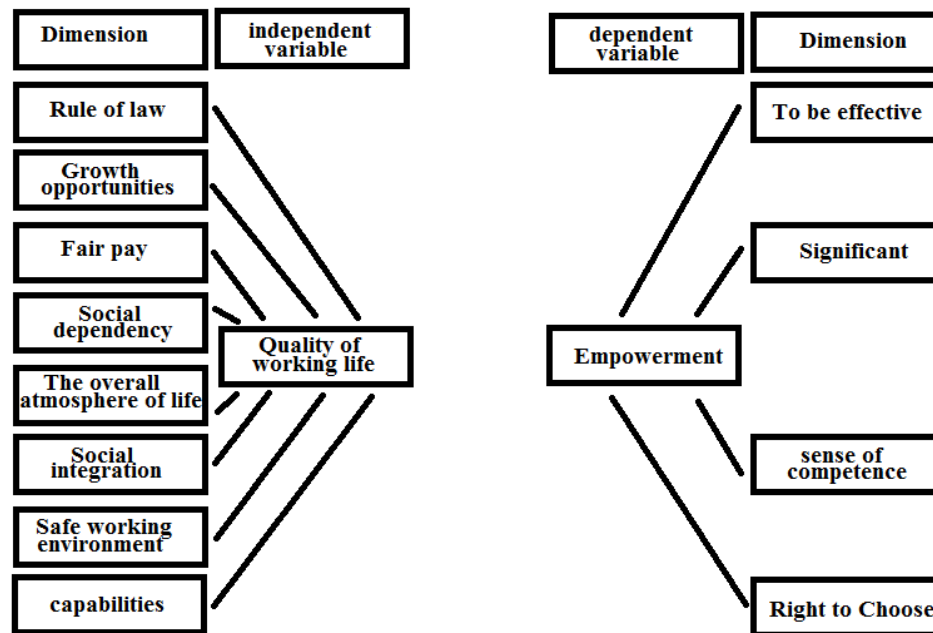 Dimension
independent
variable
dependent
variable
Dimension
Rule of law
Growth
opportunities
Fair pay
Social
dependency
The overall
atmosphere of life
Social
integration
Safe working
environment
capabilities
Quality of
working life
Empowerment
To be effective
Significant
sense of
competence
Right to Choose